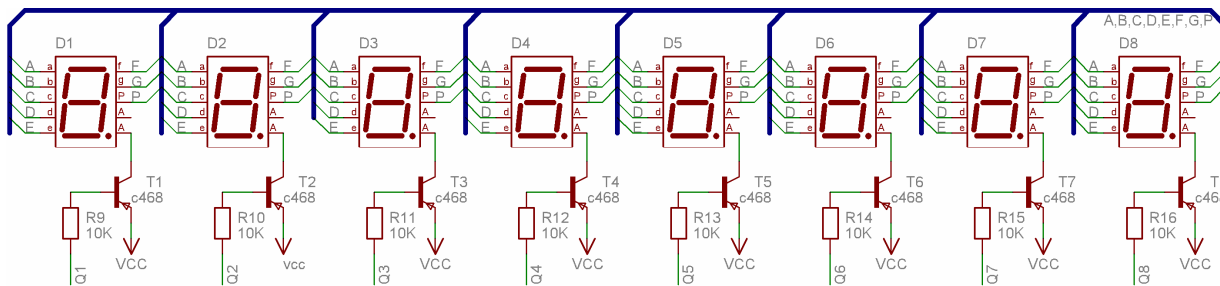 A,B,C,D,E,F,G,P
D1 D2 D3 D4 D5 D6 D7 D8
A a f F A a f F A a f F A a f F A a f F A a f F A a f F A a f F
B b g G B b g G B b g G B b g G B b g G B b g G B b g G B b g G
C c P P C c P P C c P P C c P P C c P P C c P P C c P P C c P P
D d A D d A D d A D d A D d A D d A D d A D d A
E e A E e A E e A E e A E e A E e A E e A E e A
T1 T2 T3 T4 T5 T6 T7 T
c468 c468 c468 c468 c468 c468 c468 c468
R9 R10 R11 R12 R13 R14 R15 R16
10K 10K 10K 10K 10K 10K 10K 10K
VCC vcc VCC VCC VCC VCC VCC VCC
Q1 Q2 Q3 Q4 Q5 Q6 Q7 Q8